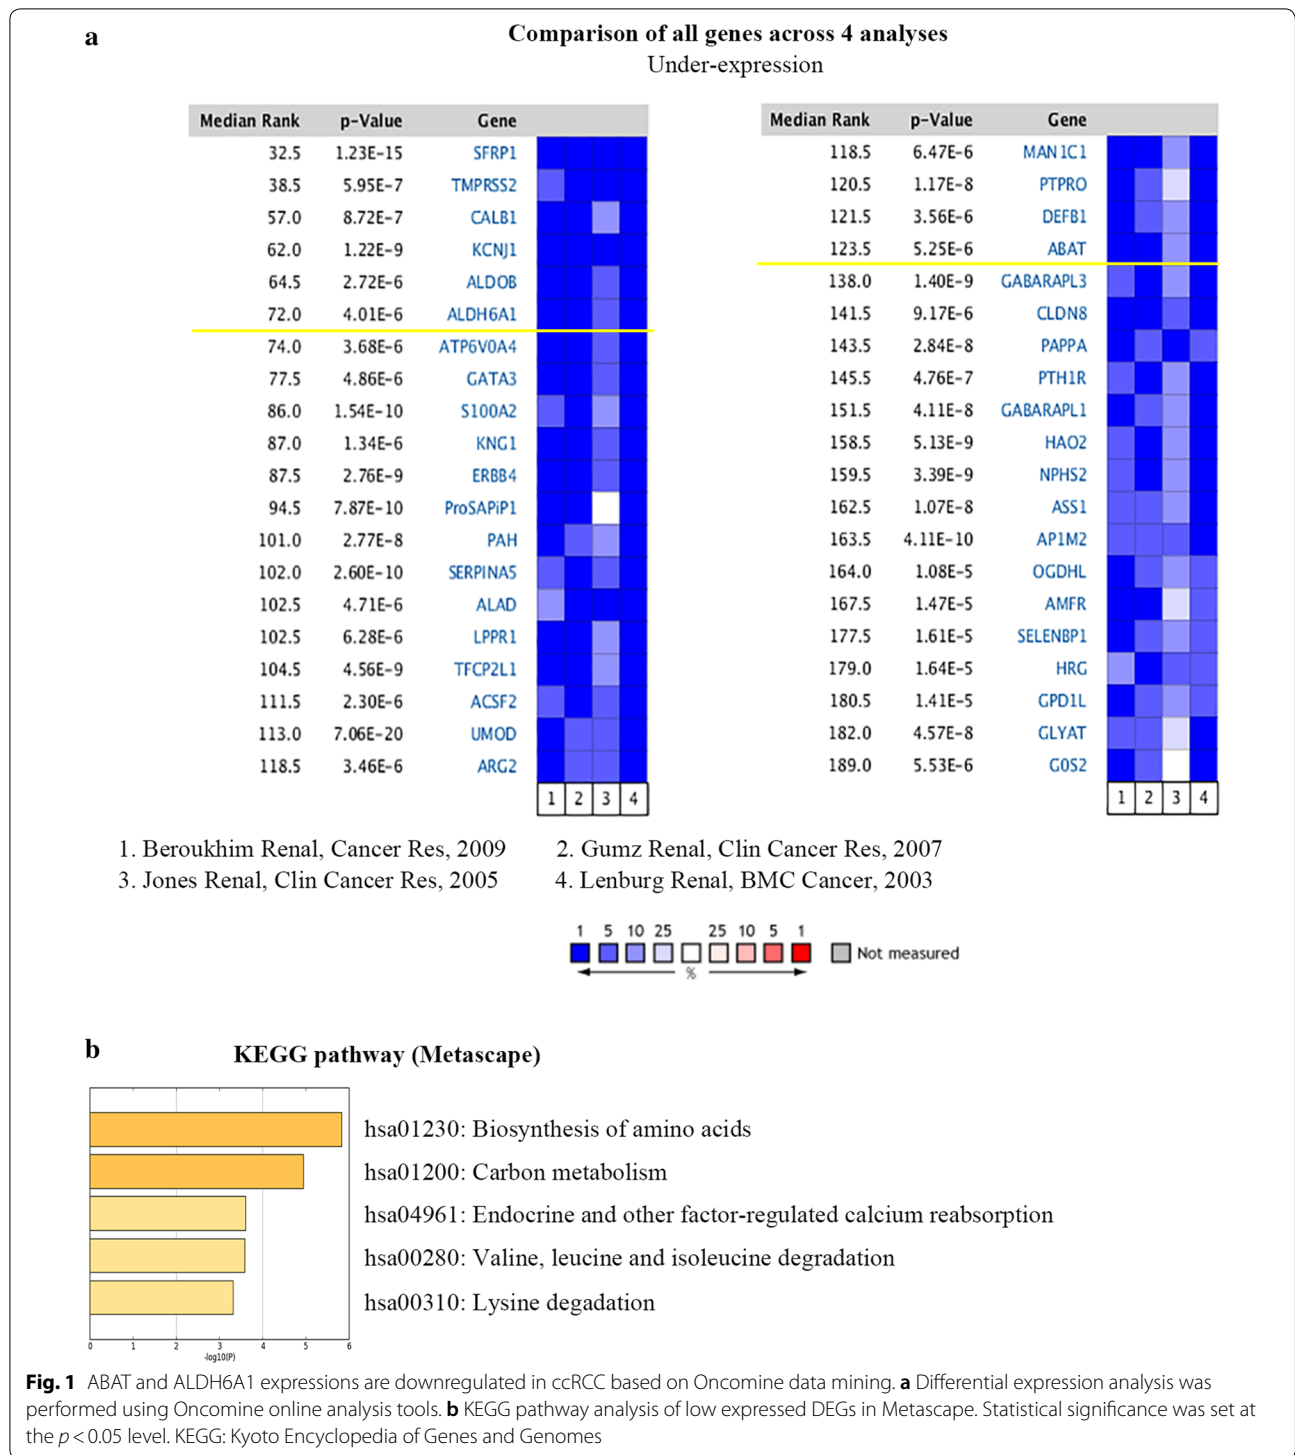 a
Comparison of all genes across 4 analyses
Under-expression
Median Rank p-Value Gene
32.5 1.23E-15 SFRP1
38.5 5.95E-7 TMPRSS2
57.0 8.72E-7 CALB1
62.0 1.22E-9 KCNJ1
64.5 2.72E-6 ALDOB
72.0 4.01E-6 ALDH6A1
74.0 3.68E-6 ATP6V0A4
77.5 4.86E-6 GATA3
86.0 1.54E-10 S100A2
87.0 1.34E-6 KNG1
87.5 2.76E-9 ERBB4
94.5 7.87E-10 ProSAPiP1
101.0 2.77E-8 PAH
102.0 2.60E-10 SERPINA5
102.5 4.71E-6 ALAD
102.5 6.28E-6 LPPR1
104.5 4.56E-9 TFCP2L1
111.5 2.30E-6 ACSF2
113.0 7.06E-20 UMOD
118.5 3.46E-6 ARG2
1 2 3 4
Median Rank p-Value Gene
118.5 6.47E-6 MAN1C1
120.5 1.17E-8 PTPRO
121.5 3.56E-6 DEFB1
123.5 5.25E-6 ABAT
138.0 1.40E-9 GABARAPL3
141.5 9.17E-6 CLDN8
143.5 2.84E-8 PAPPA
145.5 4.76E-7 PTH1R
151.5 4.11E-8 GABARAPL1
158.5 5.13E-9 HAO2
159.5 3.39E-9 NPHS2
162.5 1.07E-8 ASS1
163.5 4.11E-10 AP1M2
164.0 1.08E-5 OGDHL
167.5 1.47E-5 AMFR
177.5 1.61E-5 SELENBP1
179.0 1.64E-5 HRG
180.5 1.41E-5 GPD1L
182.0 4.57E-8 GLYAT
189.0 5.53E-6 G0S2
1 2 3 4
1. Beroukhim Renal, Cancer Res, 2009 2. Gumz Renal, Clin Cancer Res, 2007
3. Jones Renal, Clin Cancer Res, 2005 4. Lenburg Renal, BMC Cancer, 2003
1 5 10 25 25 10 5 1
Not measured
%
b
KEGG pathway (Metascape)
hsa01230: Biosynthesis of amino acids
hsa01200: Carbon metabolism
hsa04961: Endocrine and other factor-regulated calcium reabsorption
hsa00280: Valine, leucine and isoleucine degradation
hsa00310: Lysine degadation
0 1 2 3 4 5 6
-log10(P)
Fig. 1 ABAT and ALDH6A1 expressions are downregulated in ccRCC based on Oncomine data mining. a Differential expression analysis was
performed using Oncomine online analysis tools. b KEGG pathway analysis of low expressed DEGs in Metascape. Statistical significance was set at
the p < 0.05 level. KEGG: Kyoto Encyclopedia of Genes and Genomes